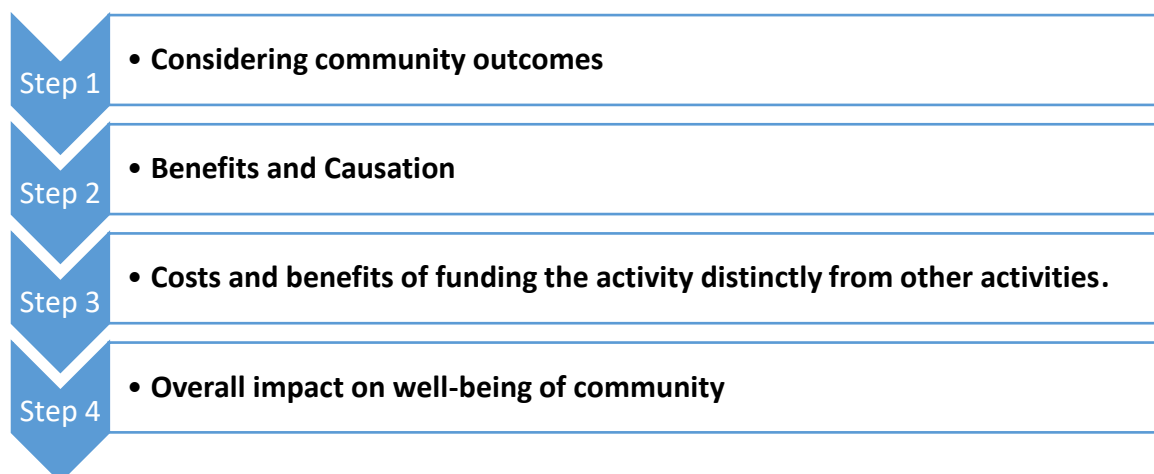 Step 1
• Considering community outcomes
Step 2
• Benefits and Causation
Step 3
• Costs and benefits of funding the activity distinctly from other activities.
Step 4
• Overall impact on well-being of community